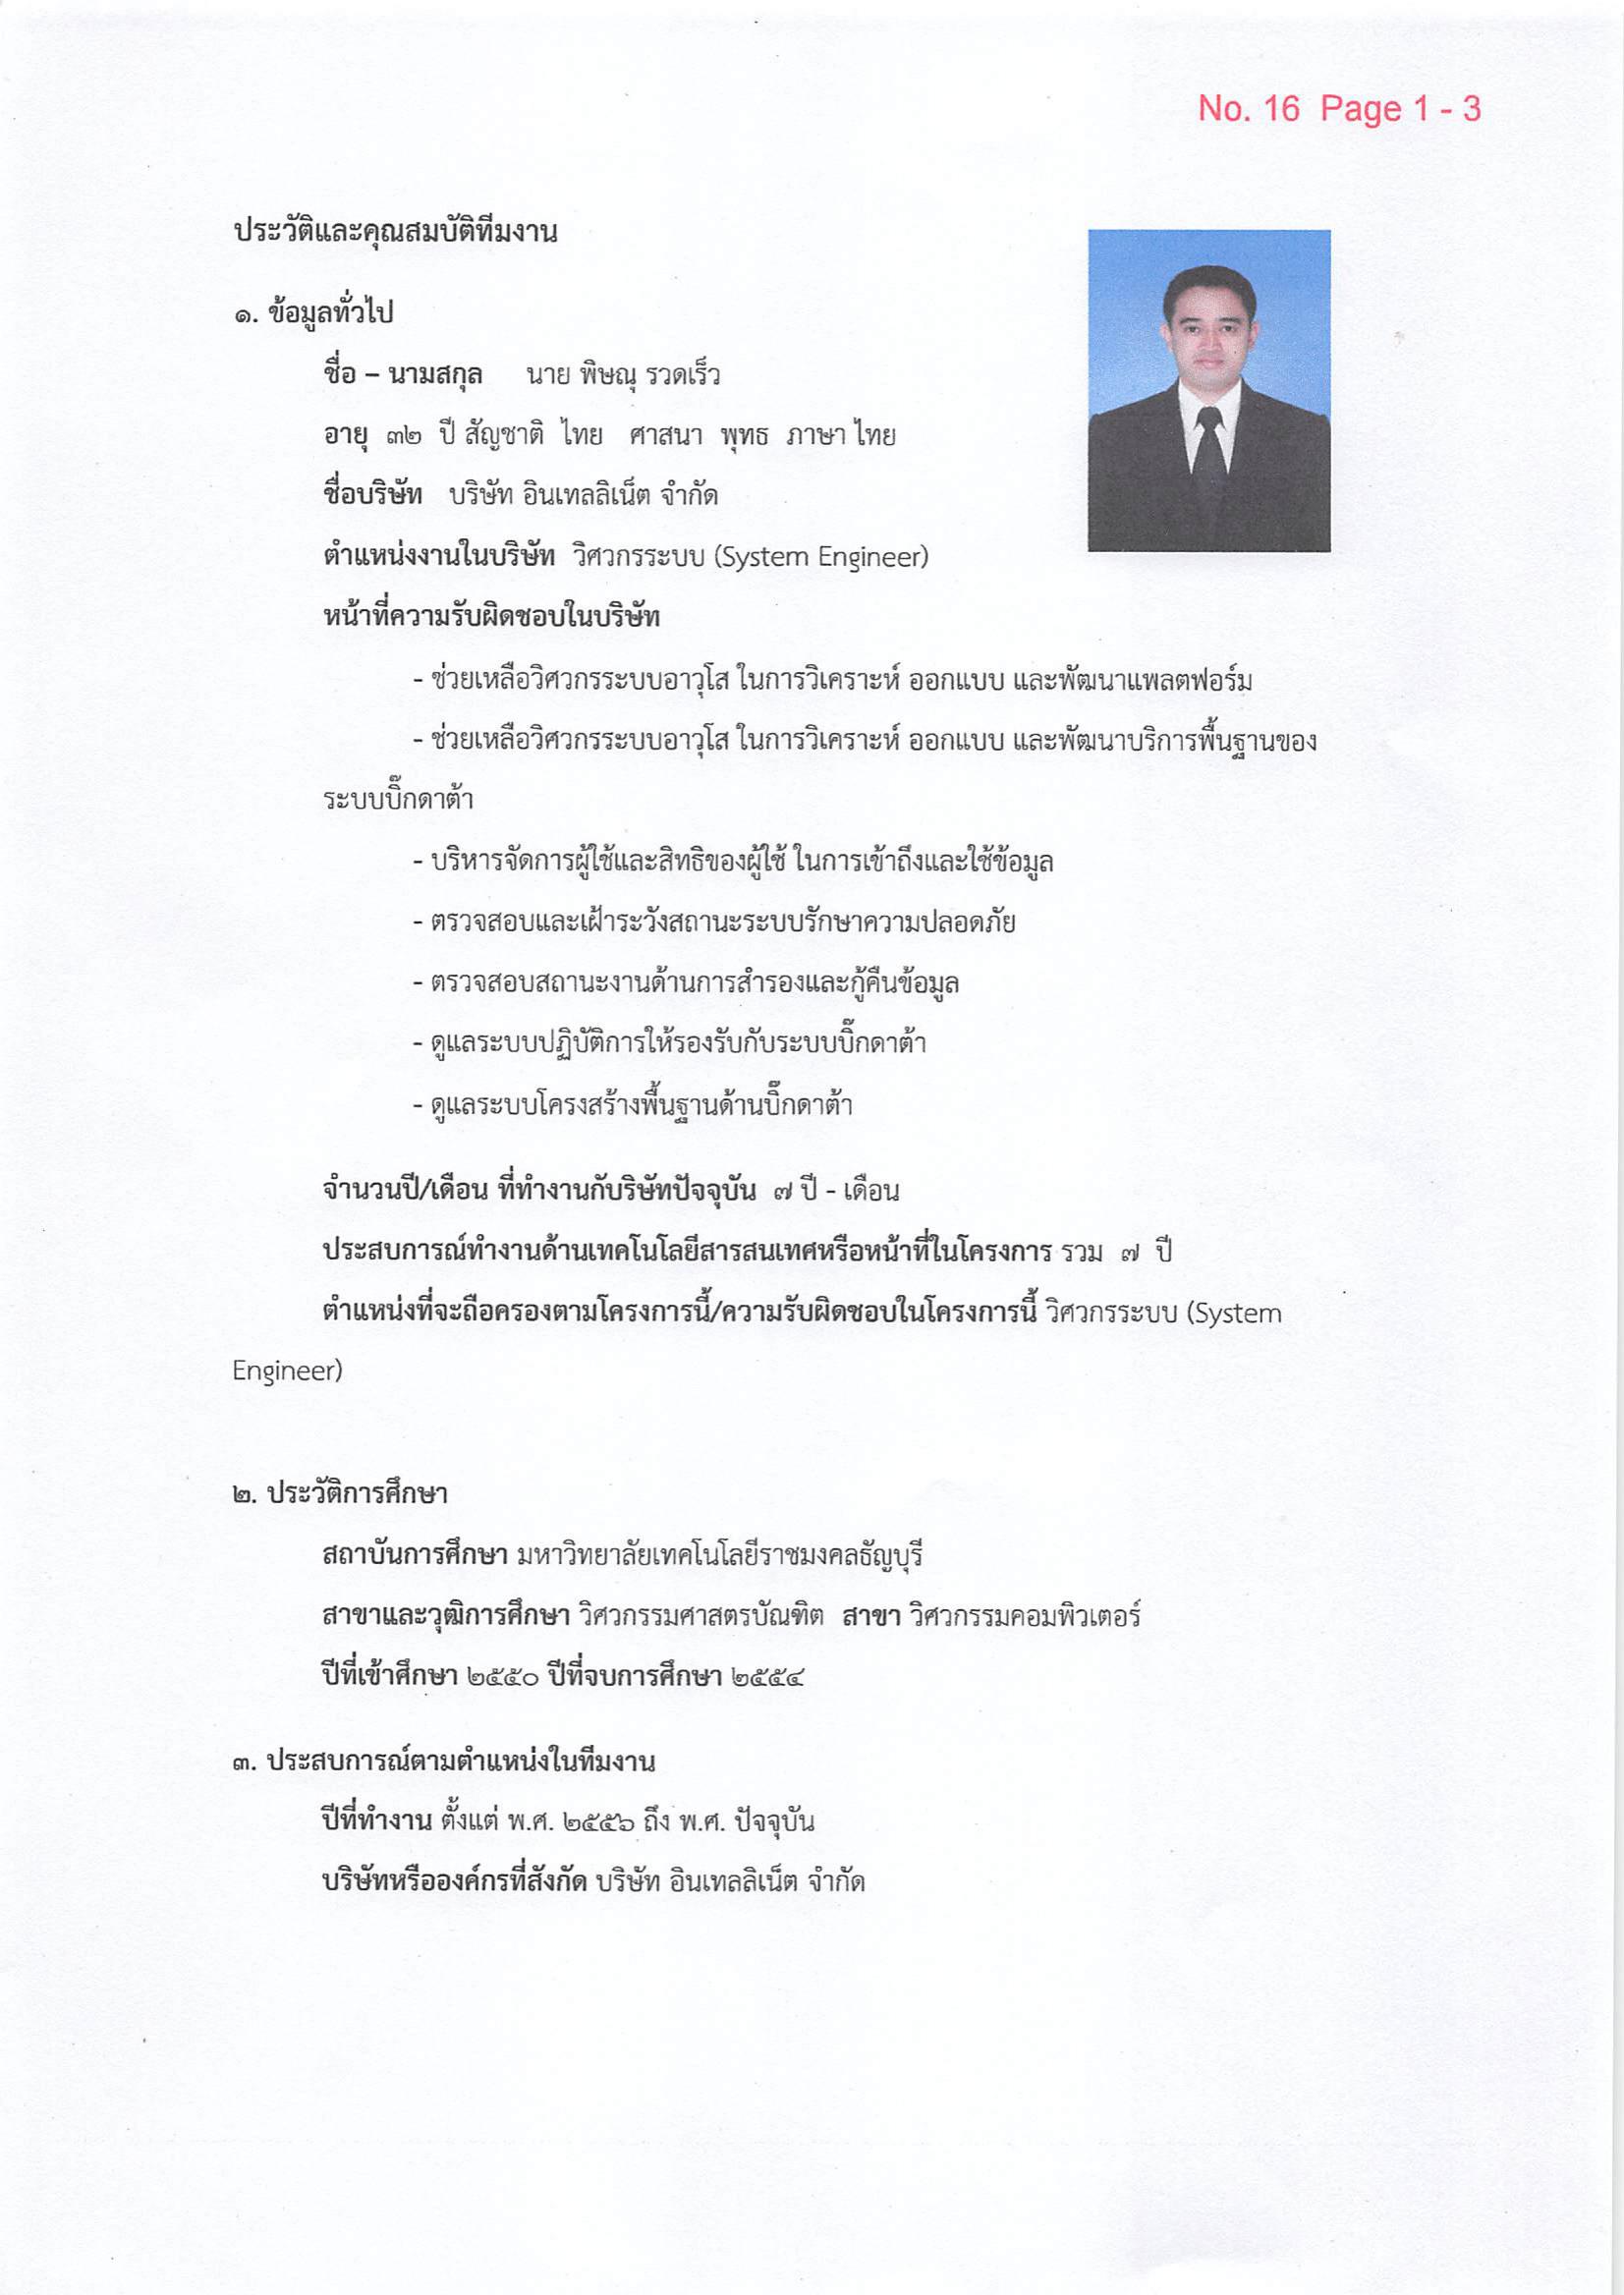 No. 16 Page 1 - 3
ประวัติและคุณสมบัติทีมงาน
๑. ข้อมูลทั่วไป
ชื่อ – นามสกุล นาย พิษณุ รวดเร็ว
อายุ ๓๒ ปี สัญชาติ ไทย ศาสนา พุทธ ภาษา ไทย
ชื่อบริษัท บริษัท อินเทลลิเน็ต จำกัด
ตำแหน่งงานในบริษัท วิศวกรระบบ (System Engineer)
หน้าที่ความรับผิดชอบในบริษัท
- ช่วยเหลือวิศวกรระบบอาวุโส ในการวิเคราะห์ ออกแบบ และพัฒนาแพลตฟอร์ม
- ช่วยเหลือวิศวกรระบบอาวุโส ในการวิเคราะห์ ออกแบบ และพัฒนาบริการพื้นฐานของ
ระบบบิ๊กดาต้า
- บริหารจัดการผู้ใช้และสิทธิของผู้ใช้ ในการเข้าถึงและใช้ข้อมูล
- ตรวจสอบและเฝ้าระวังสถานะระบบรักษาความปลอดภัย
- ตรวจสอบสถานะงานด้านการสำรองและกู้คืนข้อมูล
- ดูแลระบบปฏิบัติการให้รองรับกับระบบบิ๊กดาต้า
- ดูแลระบบโครงสร้างพื้นฐานด้านบิ๊กดาต้า
จำนวนปี/เดือน ที่ทำงานกับบริษัทปัจจุบัน ๗ ปี - เดือน
ประสบการณ์ทำงานด้านเทคโนโลยีสารสนเทศหรือหน้าที่ในโครงการ รวม ๗ ปี
ตำแหน่งที่จะถือครองตามโครงการนี้/ความรับผิดชอบในโครงการนี้ วิศวกรระบบ (System
Engineer)
๒. ประวัติการศึกษา
สถาบันการศึกษา มหาวิทยาลัยเทคโนโลยีราชมงคลธัญบุรี
สาขาและวุฒิการศึกษา วิศวกรรมศาสตรบัณฑิต สาขา วิศวกรรมคอมพิวเตอร์
ปีที่เข้าศึกษา ๒๕๕๐ ปีที่จบการศึกษา ๒๕๕๔
๓. ประสบการณ์ตามตำแหน่งในทีมงาน
ปีที่ทำงาน ตั้งแต่ พ.ศ. ๒๕๕๖ ถึง พ.ศ. ปัจจุบัน
บริษัทหรือองค์กรที่สังกัด บริษัท อินเทลลิเน็ต จำกัด